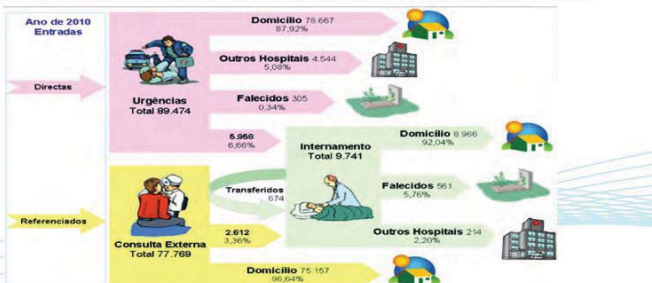 Ano de 2010
Entradas
Directas
Urgências
Total 89.474
Domicílio 78.667
87,92%
Outros Hospitais 4.544
5,08%
Falecidos 305
0,34%
5.958
6,66%
Internamento
Total 9.741
Domicílio 8.966
92,04%
Transferidos
674
Falecidos 561
5,76%
Referenciados
Consulta Externa
Total 77.769
2.612
3,36%
Outros Hospitais 214
2,20%
Domicílio 75.157
96,64%